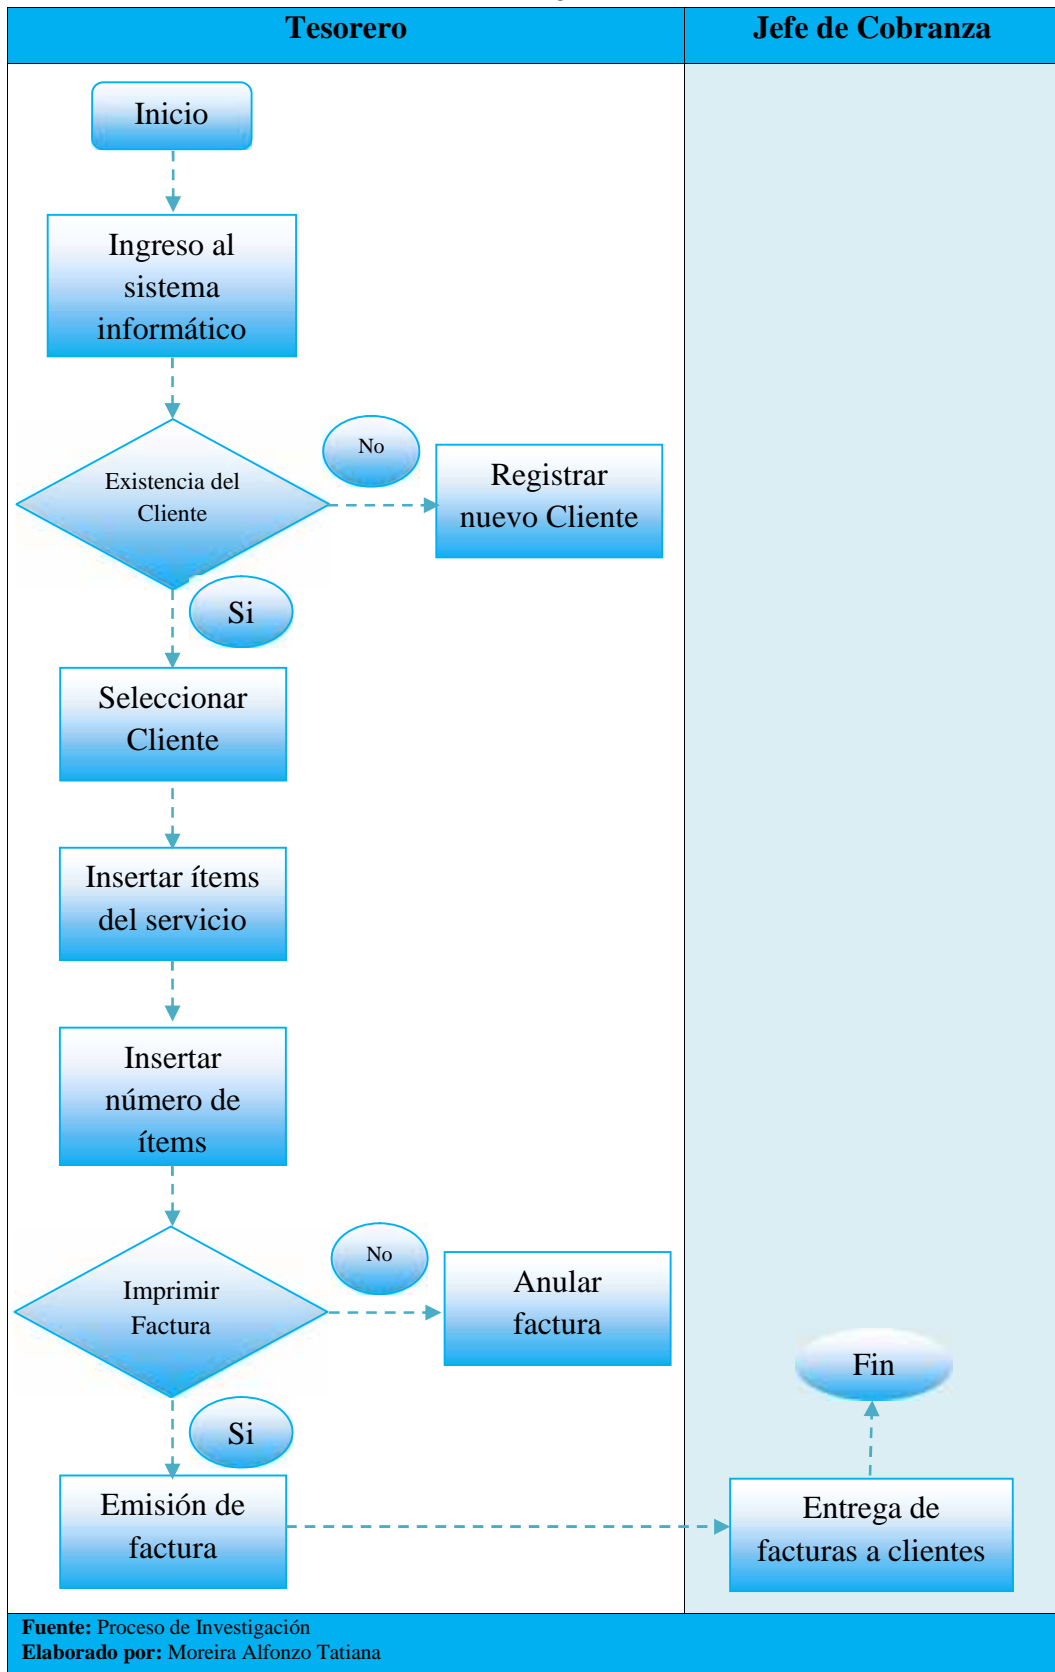 Tesorero
Jefe de Cobranza
Inicio
Ingreso al
sistema
informático
Existencia del
Cliente
No
Registrar
nuevo Cliente
Si
Seleccionar
Cliente
Insertar ítems
del servicio
Insertar
número de
ítems
Imprimir
Factura
No
Anular
factura
Si
Emisión de
factura
Entrega de
facturas a clientes
Fin
Fuente: Proceso de Investigación
Elaborado por: Moreira Alfonzo Tatiana